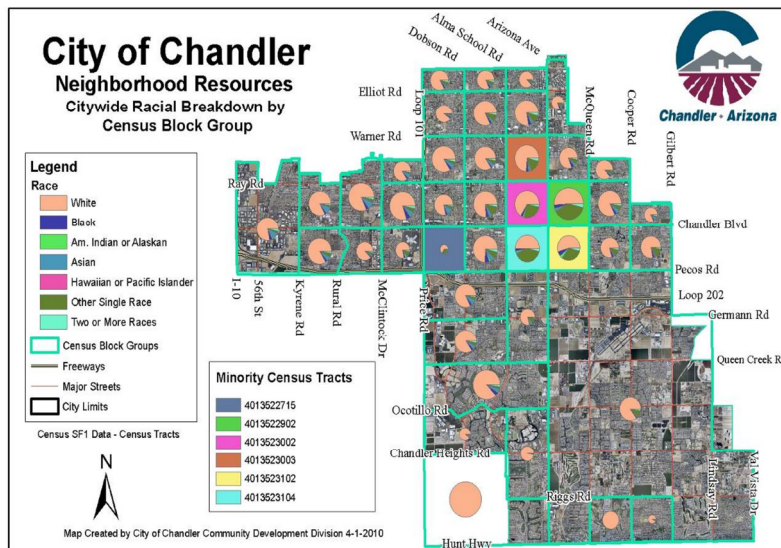 City of Chandler
Neighborhood Resources
Citywide Racial Breakdown by
Census Block Group
Legend
Race
White
Black
Am. Indian or Alaskan
Asian
Hawaiian or Pacific Islander
Other Single Race
Two or More Races
Census Block Groups
Freeways
Major Streets
City Limits
Census SF1 Data - Census Tracts
N
Map Created by City of Chandler Community Development Division 4-1-2010
Minority Census Tracts
4013522715
4013522902
4013523002
4013523003
4013523102
4013523104
Dobson Rd
Alma School Rd
Arizona Ave
Elliot Rd
Loop 101
Warner Rd
McQueen Rd
Cooper Rd
Gilbert Rd
Ray Rd
Chandler Blvd
Pecos Rd
I-10
56th St
Kyrene Rd
Rural Rd
McClintock Dr
Price Rd
Loop 202
Germann Rd
Queen Creek R
Ocotillo Rd
Chandler Heights Rd
Riggs Rd
Lindsay Rd
Val Vista Dr
Hunt Hwy
Chandler • Arizona